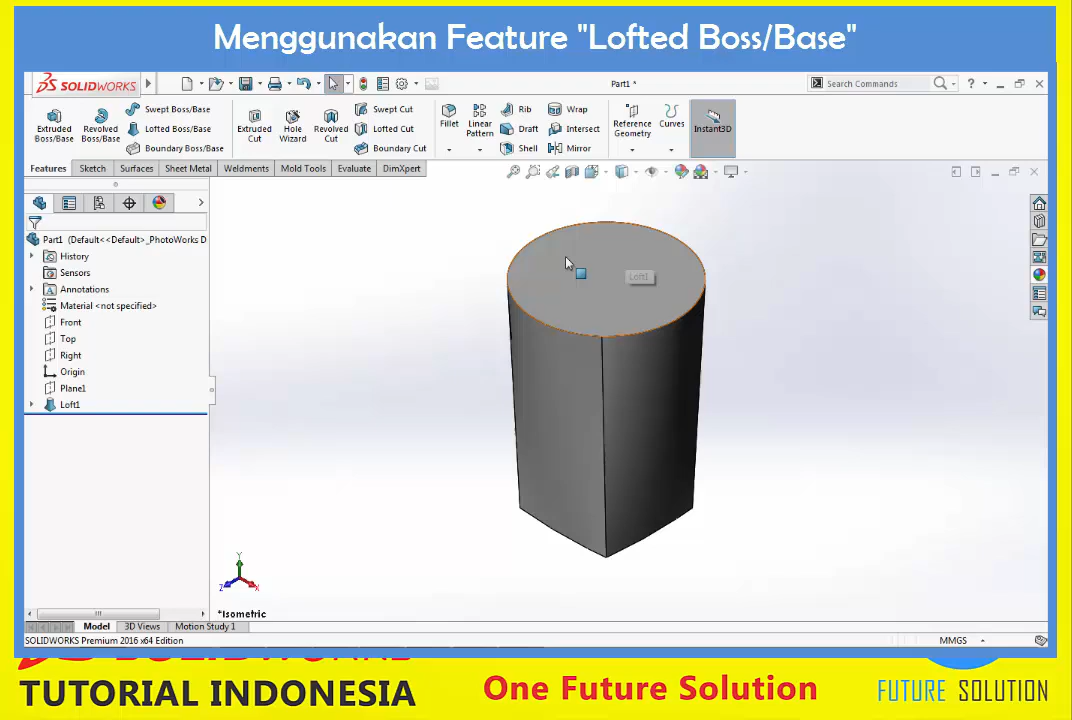 Menggunakan Feature "Lofted Boss/Base"
SOLIDWORKS
Part1 *
Search Commands
Extruded Boss/Base
Revolved Boss/Base
Swept Boss/Base
Lofted Boss/Base
Boundary Boss/Base
Extruded Cut
Hole Wizard
Revolved Cut
Swept Cut
Lofted Cut
Boundary Cut
Fillet
Linear Pattern
Rib
Draft
Shell
Wrap
Intersect
Mirror
Reference Geometry
Curves
Instant3D
Features Sketch Surfaces Sheet Metal Weldments Mold Tools Evaluate DimXpert
Part1 (Default<<Default>_PhotoWorks D
History
Sensors
Annotations
Material <not specified>
Front
Top
Right
Origin
Plane1
Loft1
Loft1
Y
Z
X
*Isometric
Model 3D Views Motion Study 1
SOLIDWORKS Premium 2016 x64 Edition
MMGS
TUTORIAL INDONESIA
One Future Solution
FUTURE SOLUTION